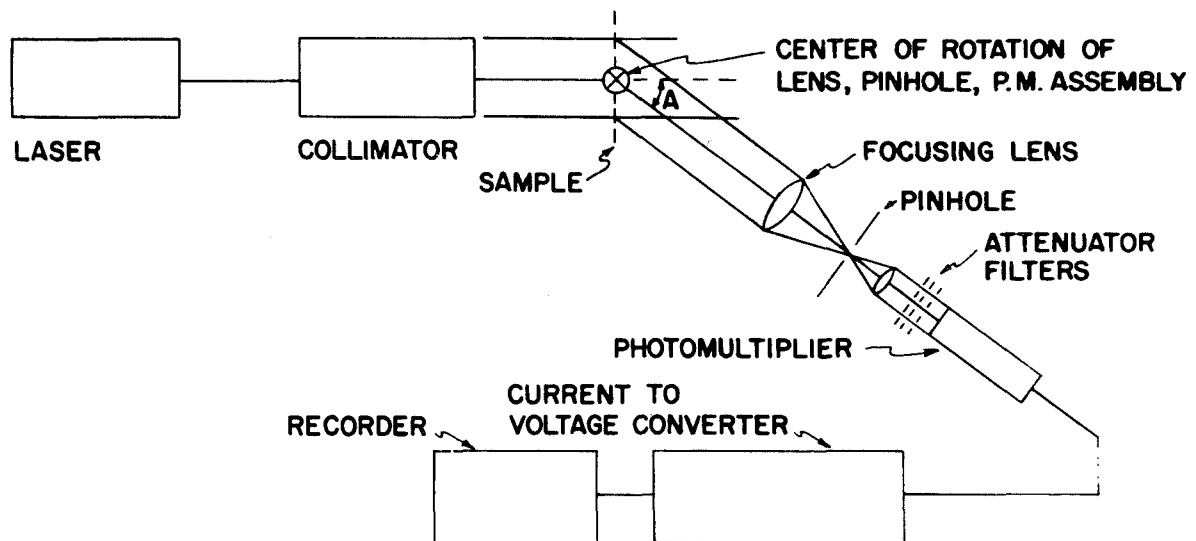 CENTER OF ROTATION OF
LENS, PINHOLE, P.M. ASSEMBLY
A
LASER
COLLIMATOR
SAMPLE
FOCUSING LENS
PINHOLE
ATTENUATOR
FILTERS
PHOTOMULTIPLIER
CURRENT TO
VOLTAGE CONVERTER
RECORDER